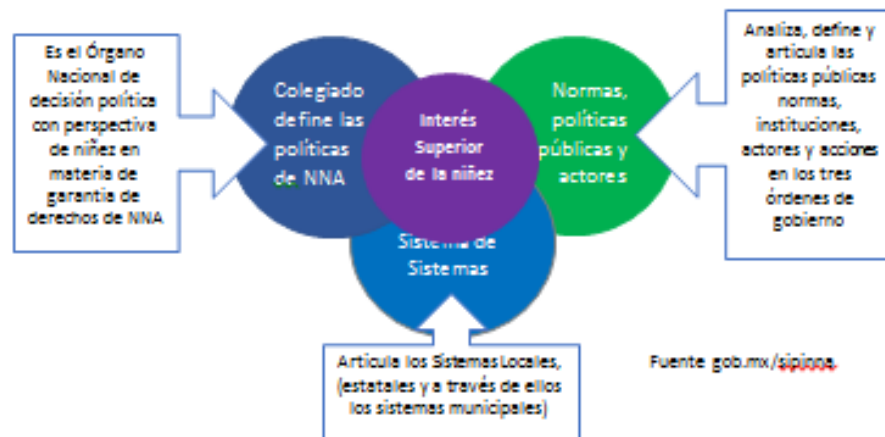 Es el Órgano
Nacional de
decisión política
con perspectiva
de niñez en
materia de
garantia de
derechos de NNA
Colegiado
define las
políticas
de NNA
Interés
Superior
de la niñez
Normas,
políticas
públicas y
actores
Analiza, define y
articula las
políticas públicas
normas,
instituciones,
actores y acciones
en los tres
órdenes de
gobierno
Sistema de
Sistemas
Articula los Sistemas Locales,
(estatales y a través de ellos
los sistemas municipales)
Fuente gob.mx/sipinna.